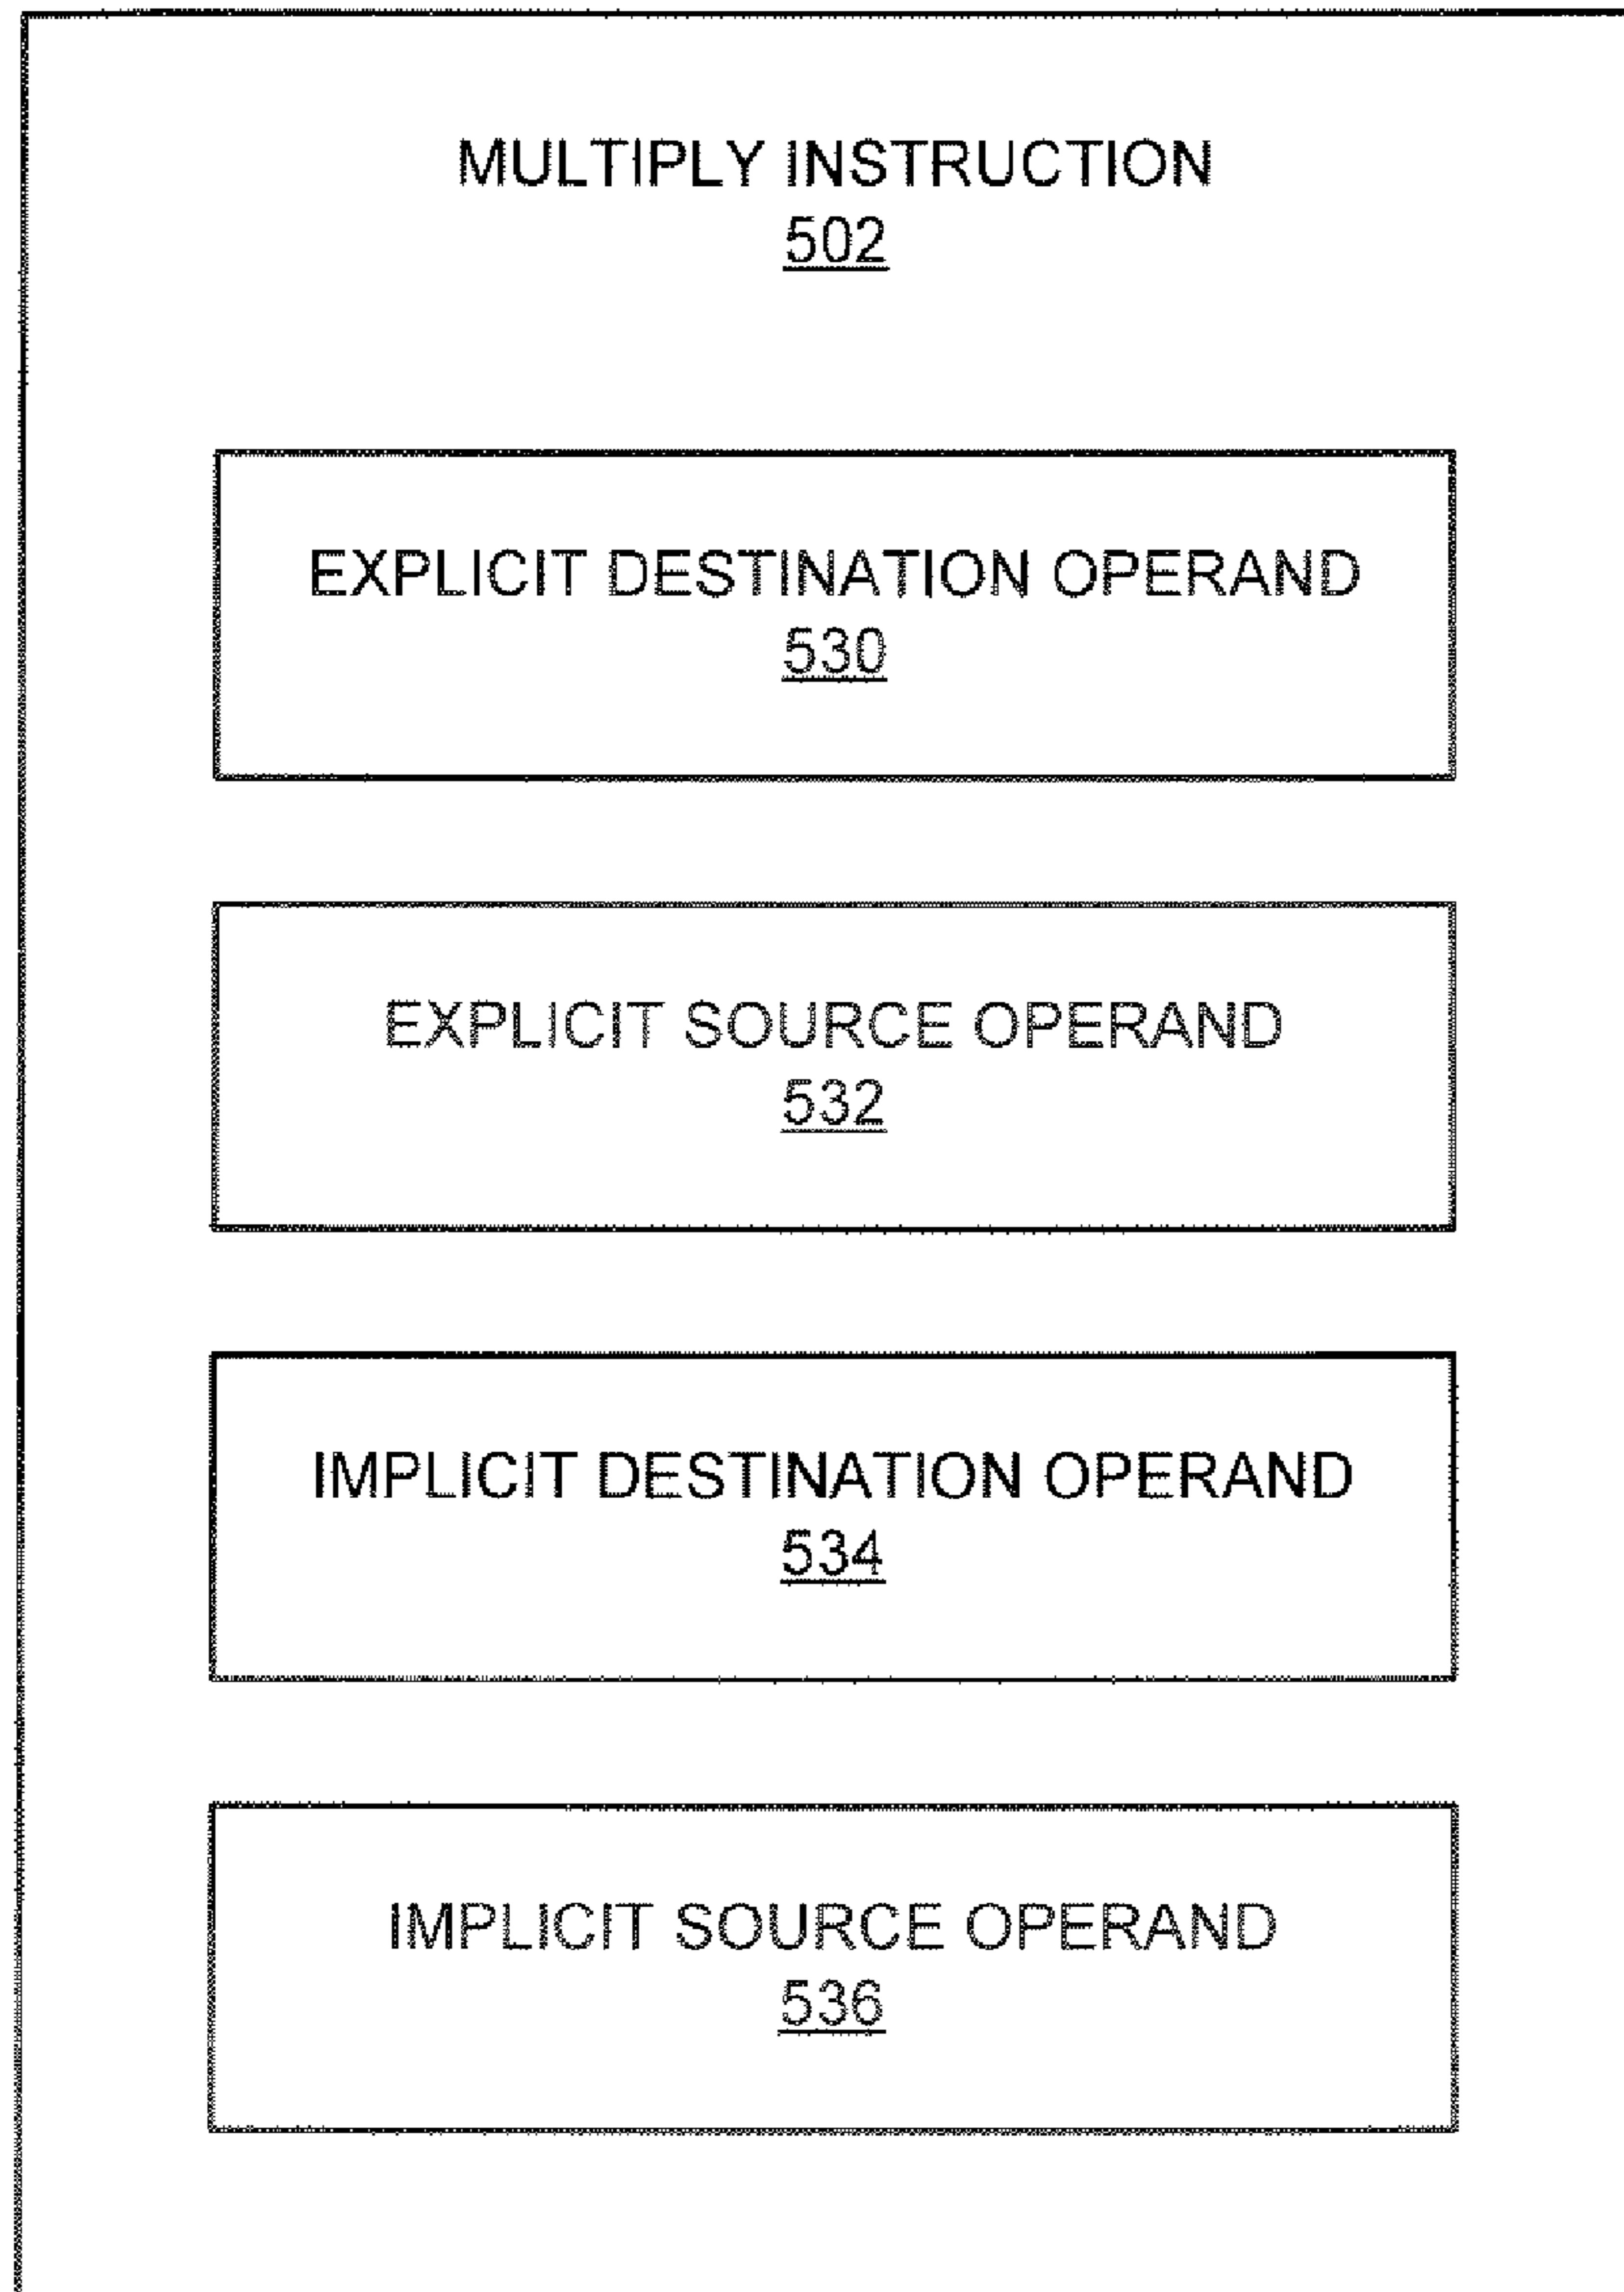 MULTIPLY INSTRUCTION
502
EXPLICIT DESTINATION OPERAND
530
EXPLICIT SOURCE OPERAND
532
IMPLICIT DESTINATION OPERAND
534
IMPLICIT SOURCE OPERAND
536